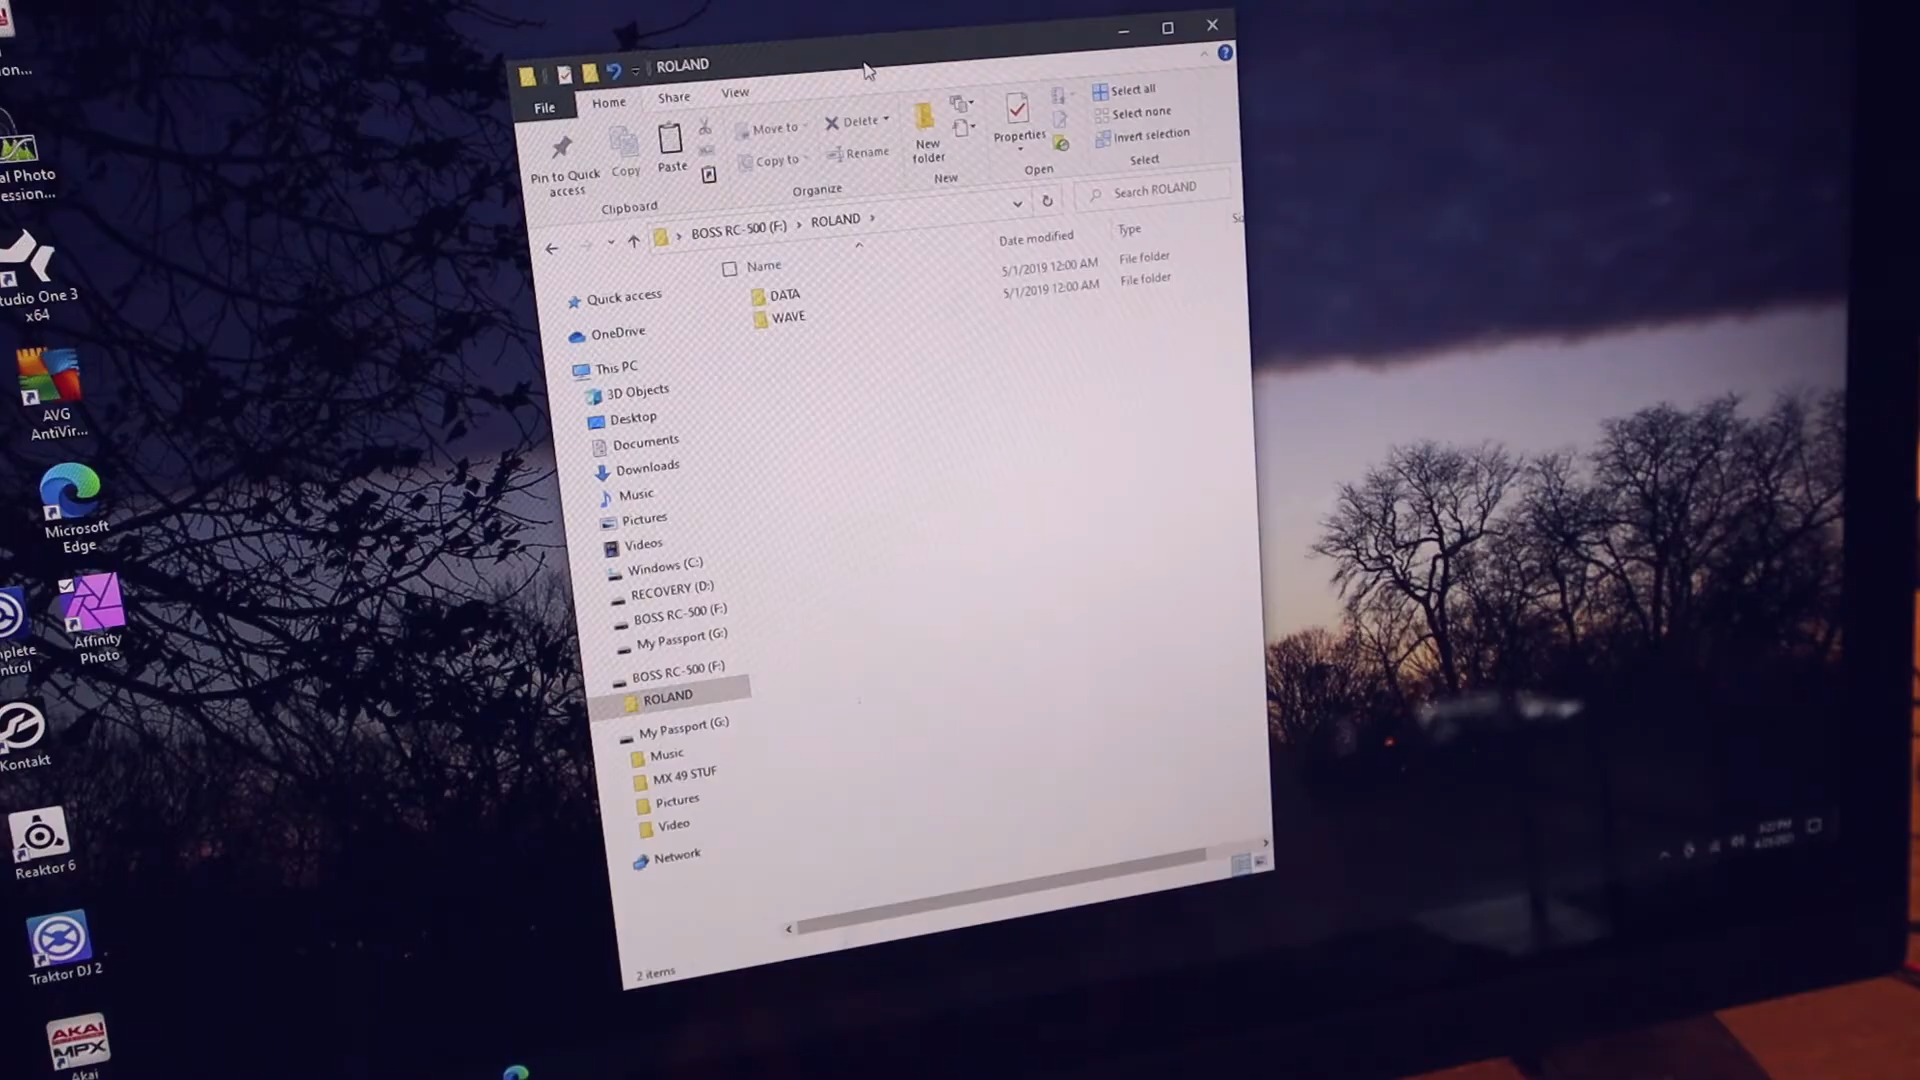 ROLAND
File
Home
Share
View
Pin to Quick
access
Copy
Paste
Move to
Copy to
Delete
Rename
New
folder
Properties
Select all
Select none
Invert selection
Clipboard
Organize
New
Open
Select
BOSS RC-500 (F:)
ROLAND
Search ROLAND
Name
Date modified
Type
DATA
5/1/2019 12:00 AM
File folder
WAVE
5/1/2019 12:00 AM
File folder
Quick access
OneDrive
This PC
3D Objects
Desktop
Documents
Downloads
Music
Pictures
Videos
Windows (C:)
RECOVERY (D:)
BOSS RC-500 (F:)
My Passport (G:)
BOSS RC-500 (F:)
ROLAND
My Passport (G:)
Music
MX 49 STUF
Pictures
Video
Network
2 items
on...
al Photo
ession...
tudio One 3
x64
AVG
AntiVir...
Microsoft
Edge
Affinity
Photo
mplete
ntrol
Kontakt
Reaktor 6
Traktor DJ 2
AKAI
MPX
Akai